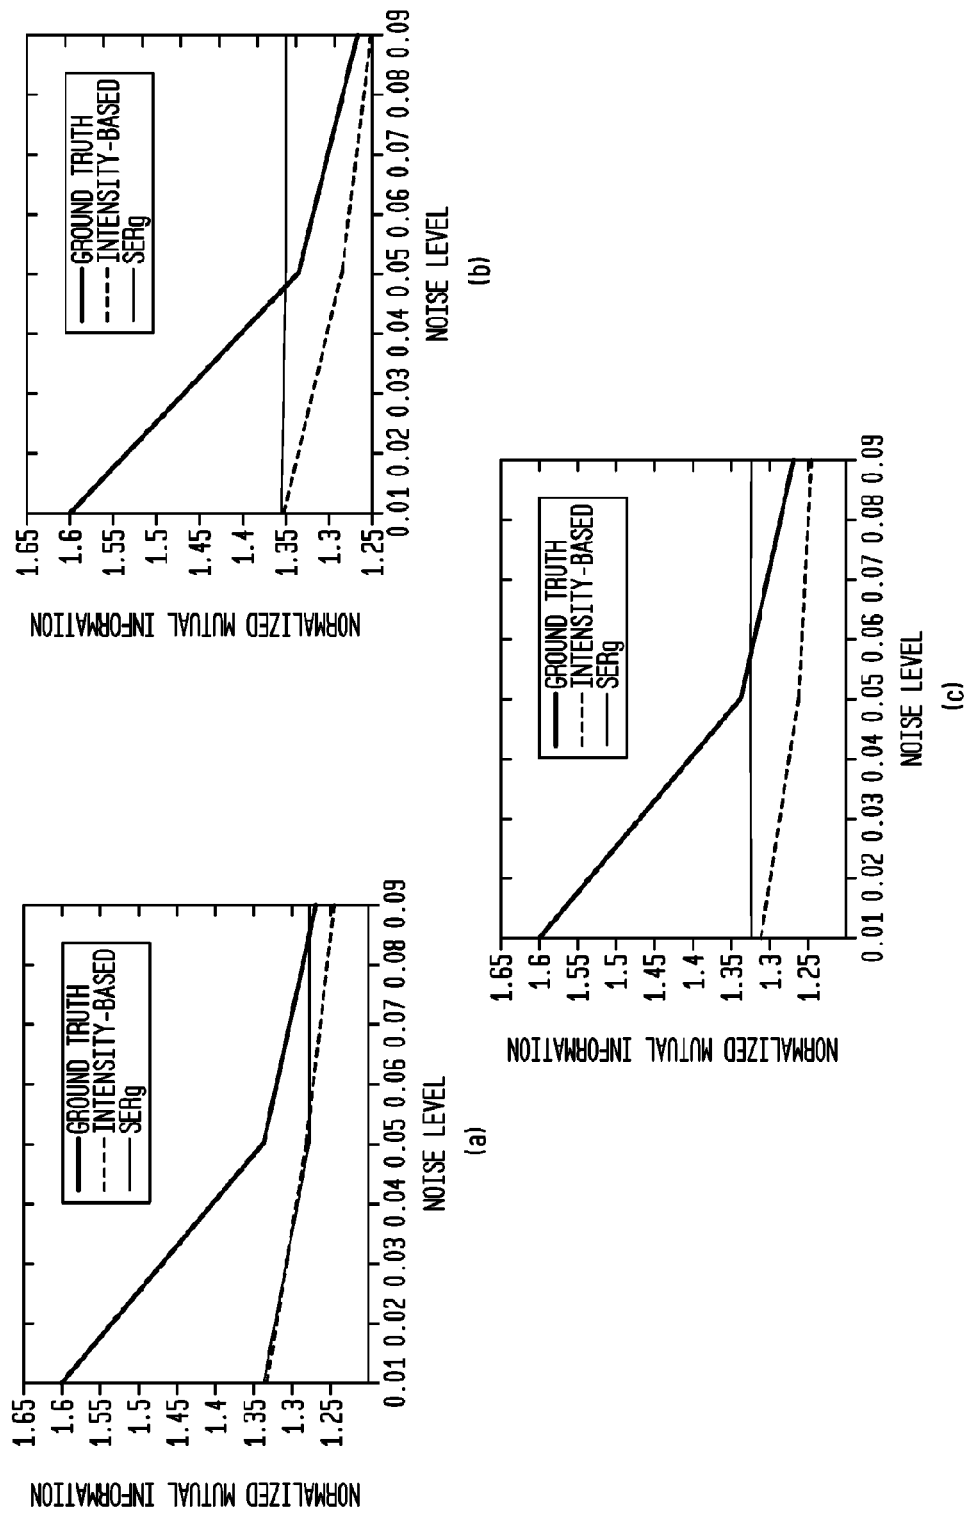 NORMALIZED MUTUAL INFORMATION
1.65
1.6
1.55
1.5
1.45
1.4
1.35
1.3
1.25
GROUND TRUTH
INTENSITY-BASED
SERg
0.01 0.02 0.03 0.04 0.05 0.06 0.07 0.08 0.09
NOISE LEVEL
(a)
NORMALIZED MUTUAL INFORMATION
1.65
1.6
1.55
1.5
1.45
1.4
1.35
1.3
1.25
GROUND TRUTH
INTENSITY-BASED
SERg
0.01 0.02 0.03 0.04 0.05 0.06 0.07 0.08 0.09
NOISE LEVEL
(b)
NORMALIZED MUTUAL INFORMATION
1.65
1.6
1.55
1.5
1.45
1.4
1.35
1.3
1.25
GROUND TRUTH
INTENSITY-BASED
SERg
0.01 0.02 0.03 0.04 0.05 0.06 0.07 0.08 0.09
NOISE LEVEL
(c)